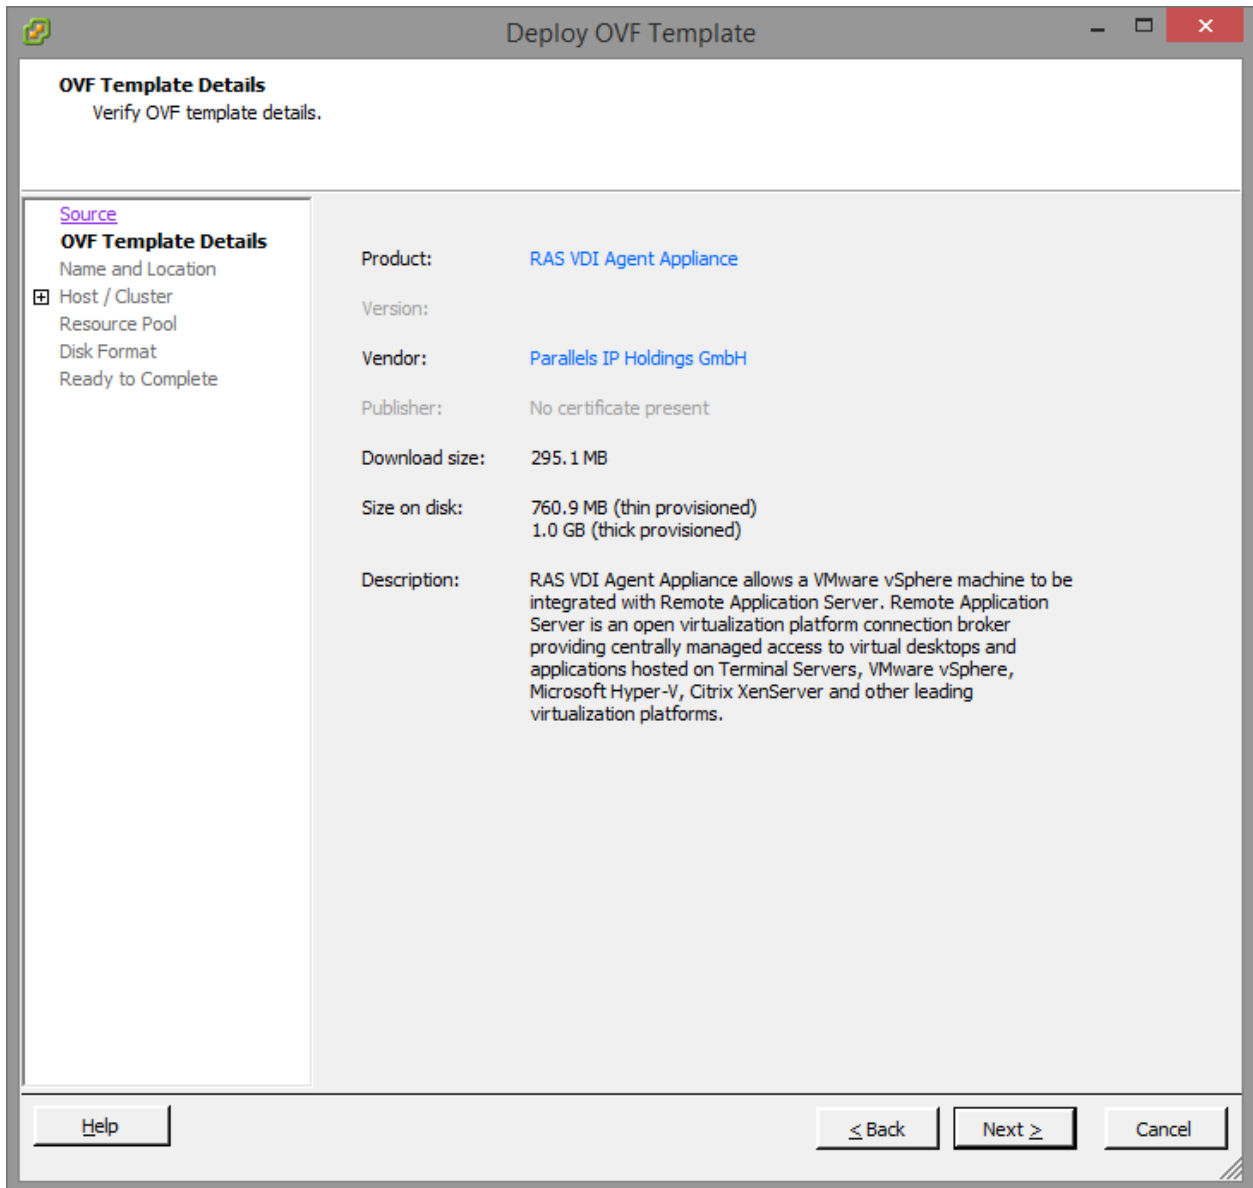 Deploy OVF Template
OVF Template Details
Verify OVF template details.
Source
OVF Template Details
Name and Location
Host / Cluster
Resource Pool
Disk Format
Ready to Complete
Product: RAS VDI Agent Appliance
Version:
Vendor: Parallels IP Holdings GmbH
Publisher: No certificate present
Download size: 295.1 MB
Size on disk: 760.9 MB (thin provisioned)
1.0 GB (thick provisioned)
Description: RAS VDI Agent Appliance allows a VMware vSphere machine to be
integrated with Remote Application Server. Remote Application
Server is an open virtualization platform connection broker
providing centrally managed access to virtual desktops and
applications hosted on Terminal Servers, VMware vSphere,
Microsoft Hyper-V, Citrix XenServer and other leading
virtualization platforms.
Help
< Back
Next >
Cancel